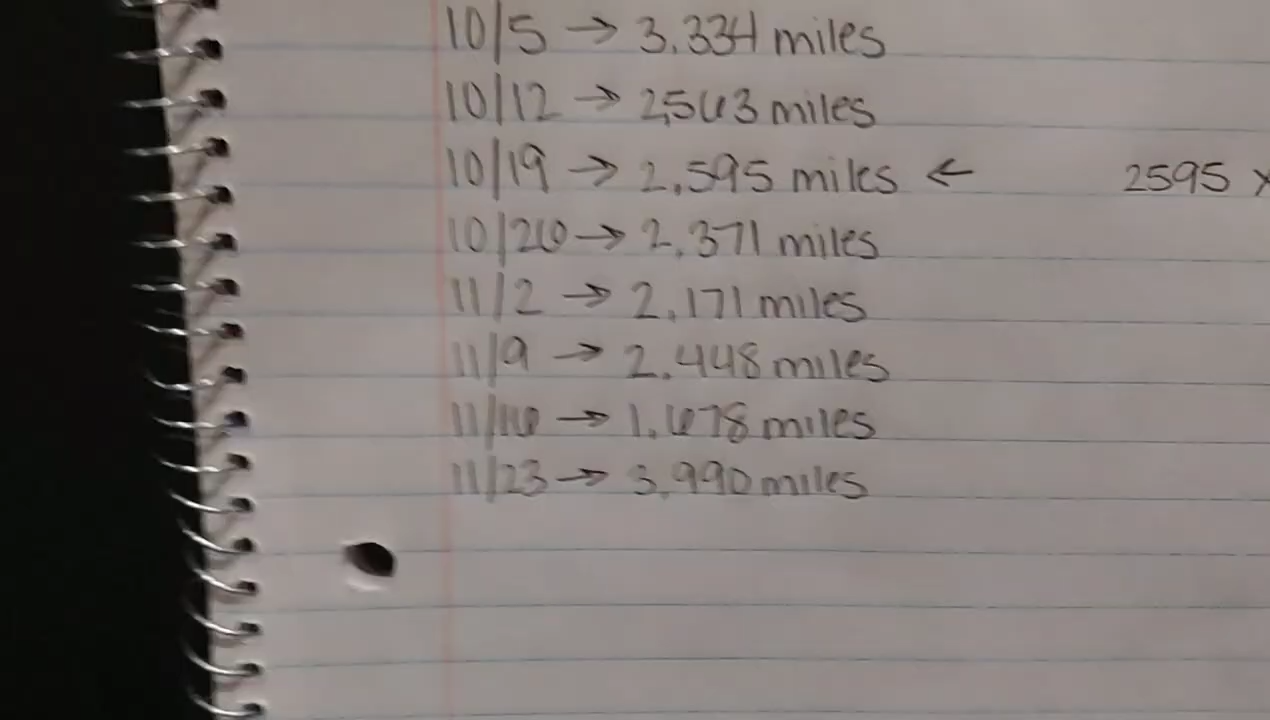 10/5 → 3,334 miles
10/12 → 2,563 miles
10/19 → 2,595 miles ← 2595 x
10/26 → 2,371 miles
11/2 → 2,171 miles
11/9 → 2,448 miles
11/16 → 1,678 miles
11/23 → 3,990 miles